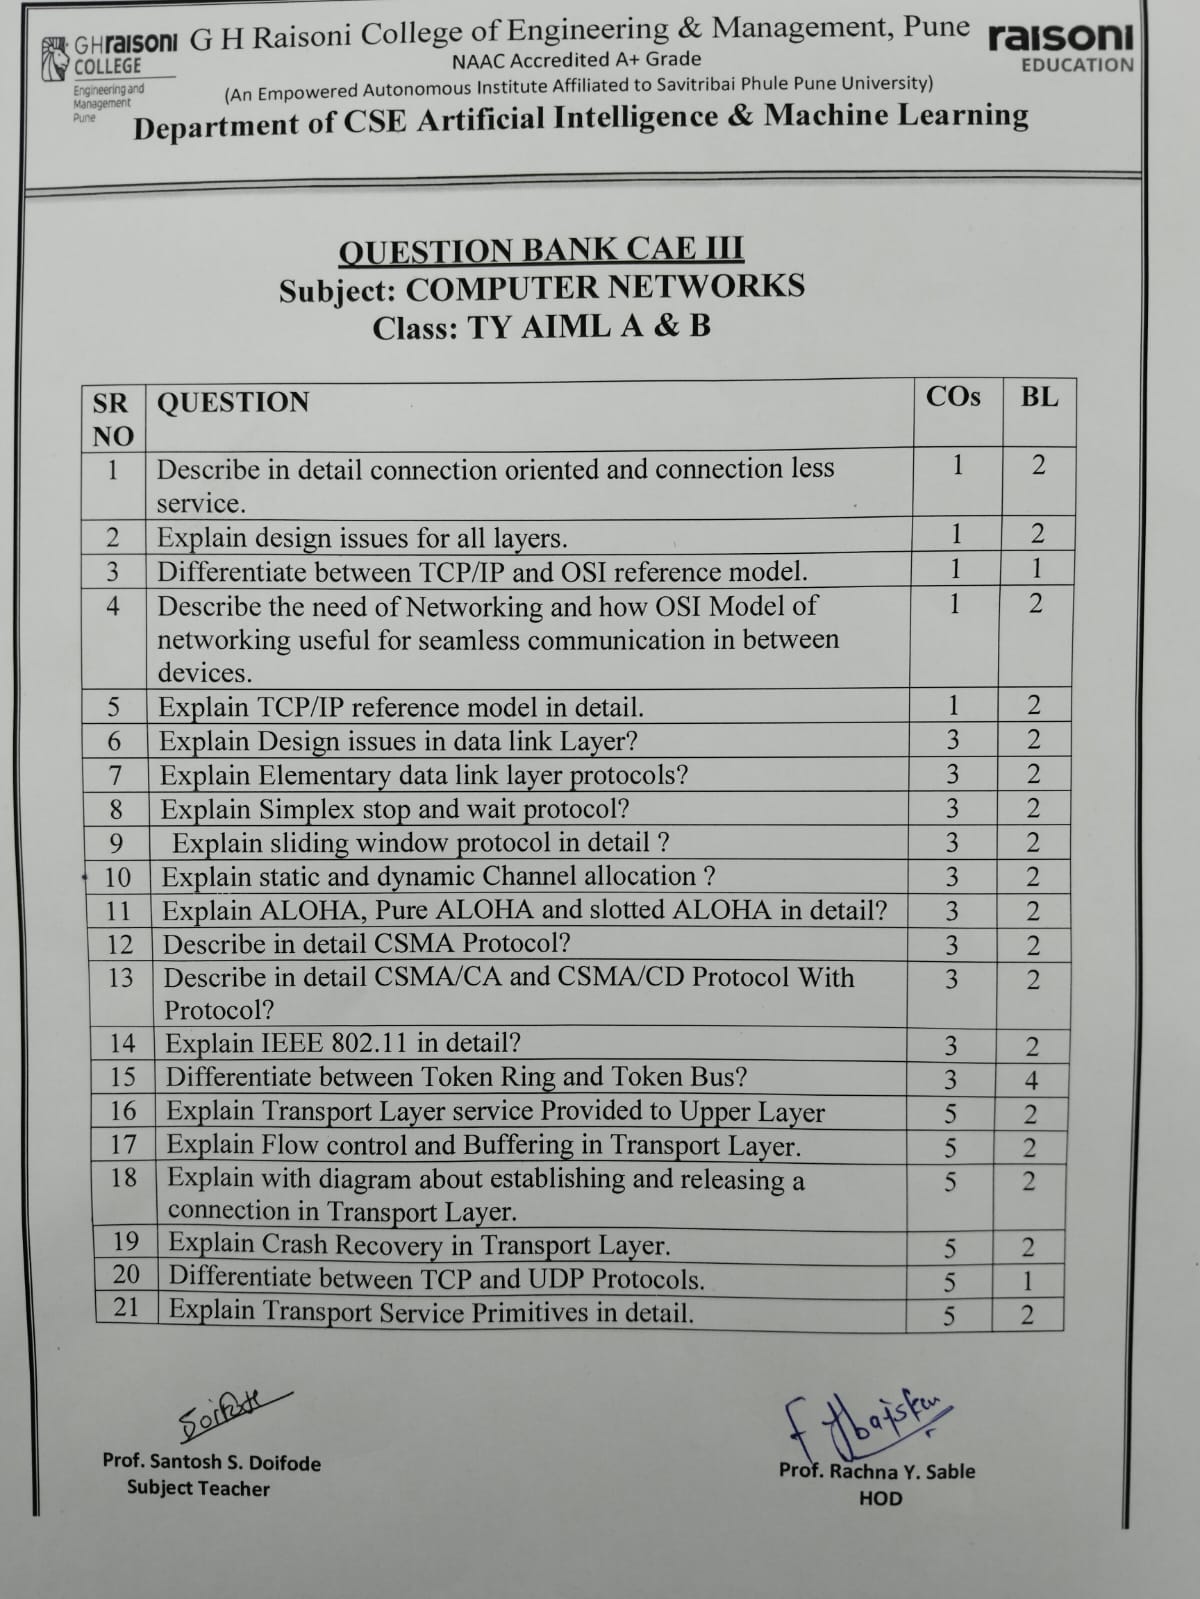 GHraisoni
COLLEGE
Engineering and
Management
Pune
G H Raisoni College of Engineering & Management, Pune
NAAC Accredited A+ Grade
(An Empowered Autonomous Institute Affiliated to Savitribai Phule Pune University)
Department of CSE Artificial Intelligence & Machine Learning
raisoni
EDUCATION
QUESTION BANK CAE III
Subject: COMPUTER NETWORKS
Class: TY AIML A & B
SR NO QUESTION COs BL
1 Describe in detail connection oriented and connection less 1 2
service.
2 Explain design issues for all layers. 1 2
3 Differentiate between TCP/IP and OSI reference model. 1 1
4 Describe the need of Networking and how OSI Model of 1 2
networking useful for seamless communication in between
devices.
5 Explain TCP/IP reference model in detail. 1 2
6 Explain Design issues in data link Layer? 3 2
7 Explain Elementary data link layer protocols? 3 2
8 Explain Simplex stop and wait protocol? 3 2
9 Explain sliding window protocol in detail ? 3 2
10 Explain static and dynamic Channel allocation ? 3 2
11 Explain ALOHA, Pure ALOHA and slotted ALOHA in detail? 3 2
12 Describe in detail CSMA Protocol? 3 2
13 Describe in detail CSMA/CA and CSMA/CD Protocol With 3 2
Protocol?
14 Explain IEEE 802.11 in detail? 3 2
15 Differentiate between Token Ring and Token Bus? 3 4
16 Explain Transport Layer service Provided to Upper Layer 5 2
17 Explain Flow control and Buffering in Transport Layer. 5 2
18 Explain with diagram about establishing and releasing a 5 2
connection in Transport Layer.
19 Explain Crash Recovery in Transport Layer. 5 2
20 Differentiate between TCP and UDP Protocols. 5 1
21 Explain Transport Service Primitives in detail. 5 2
Prof. Santosh S. Doifode
Subject Teacher
Prof. Rachna Y. Sable
HOD